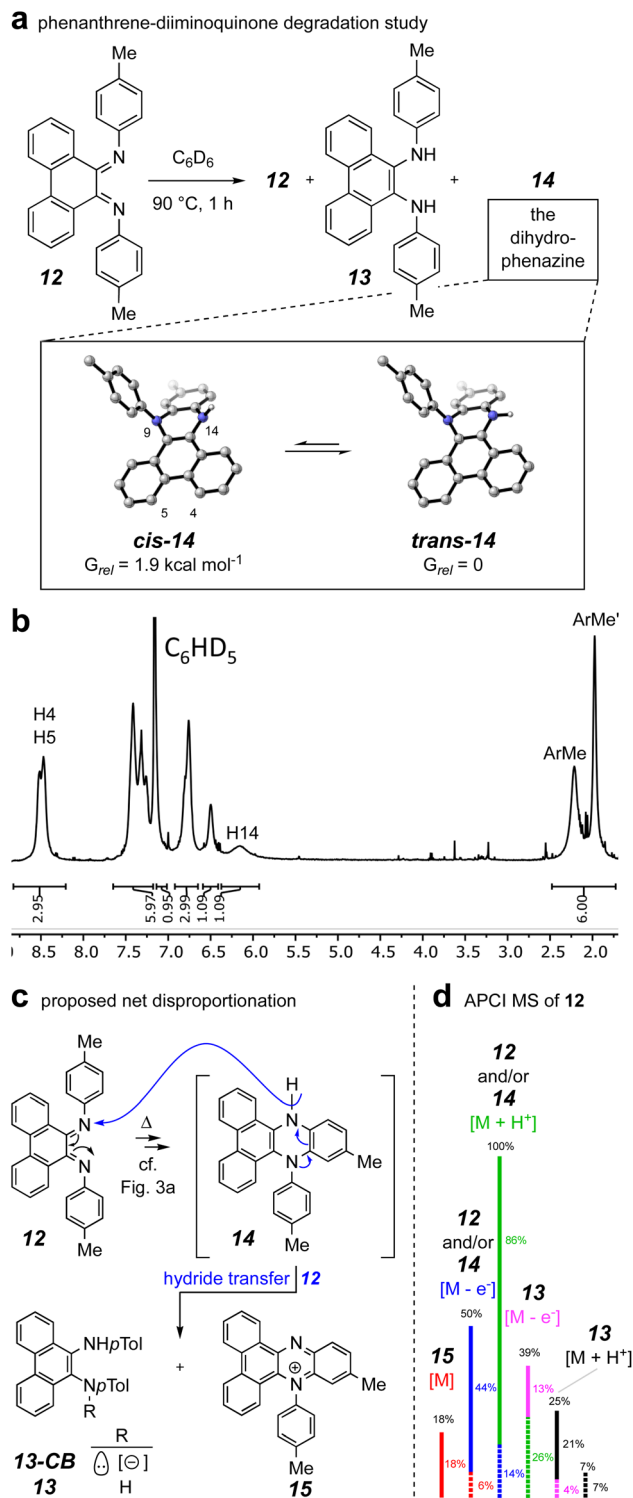 a phenanthrene-diiminoquinone degradation study
Me
N
N
Me
12
C6D6
90 °C, 1 h
12 +
Me
NH
NH
Me
13
+ 14
the
dihydro-
phenazine
9
14
5
4
cis-14
Grel = 1.9 kcal mol-1
trans-14
Grel = 0
b
C6HD5
H4
H5
H14
ArMe
ArMe'
2.95
5.97
0.95
2.99
1.09
1.09
6.00
8.5 8.0 7.5 7.0 6.5 6.0 5.5 5.0 4.5 4.0 3.5 3.0 2.5 2.0
c proposed net disproportionation
Me
N
N
Me
12
Δ
cf.
Fig. 3a
H
N
N
Me
Me
14
hydride transfer 12
NHpTol
NpTol
R
13-CB
13
R
[⊖]
H
+
N
N
+
Me
Me
15
d APCI MS of 12
12
and/or
14
[M + H+]
100%
86%
12
and/or
14
[M - e-]
50%
44%
13
[M - e-]
39%
13%
13
[M + H+]
25%
21%
15
[M]
18%
18%
6%
14%
26%
4%
7%
7%